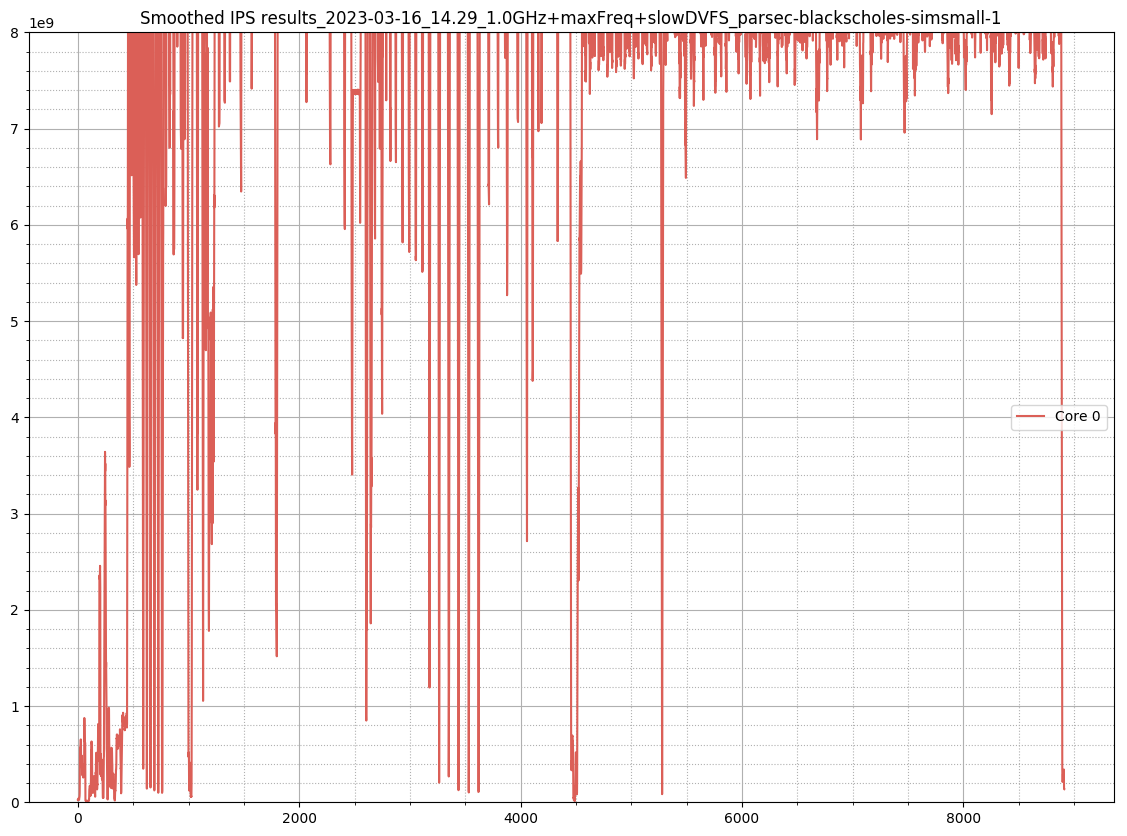 Smoothed IPS results_2023-03-16_14.29_1.0GHz+maxFreq+slowDVFS_parsec-blackscholes-simsmall-1
1e9
8
7
6
5
4
3
2
1
0
Core 0
0 2000 4000 6000 8000